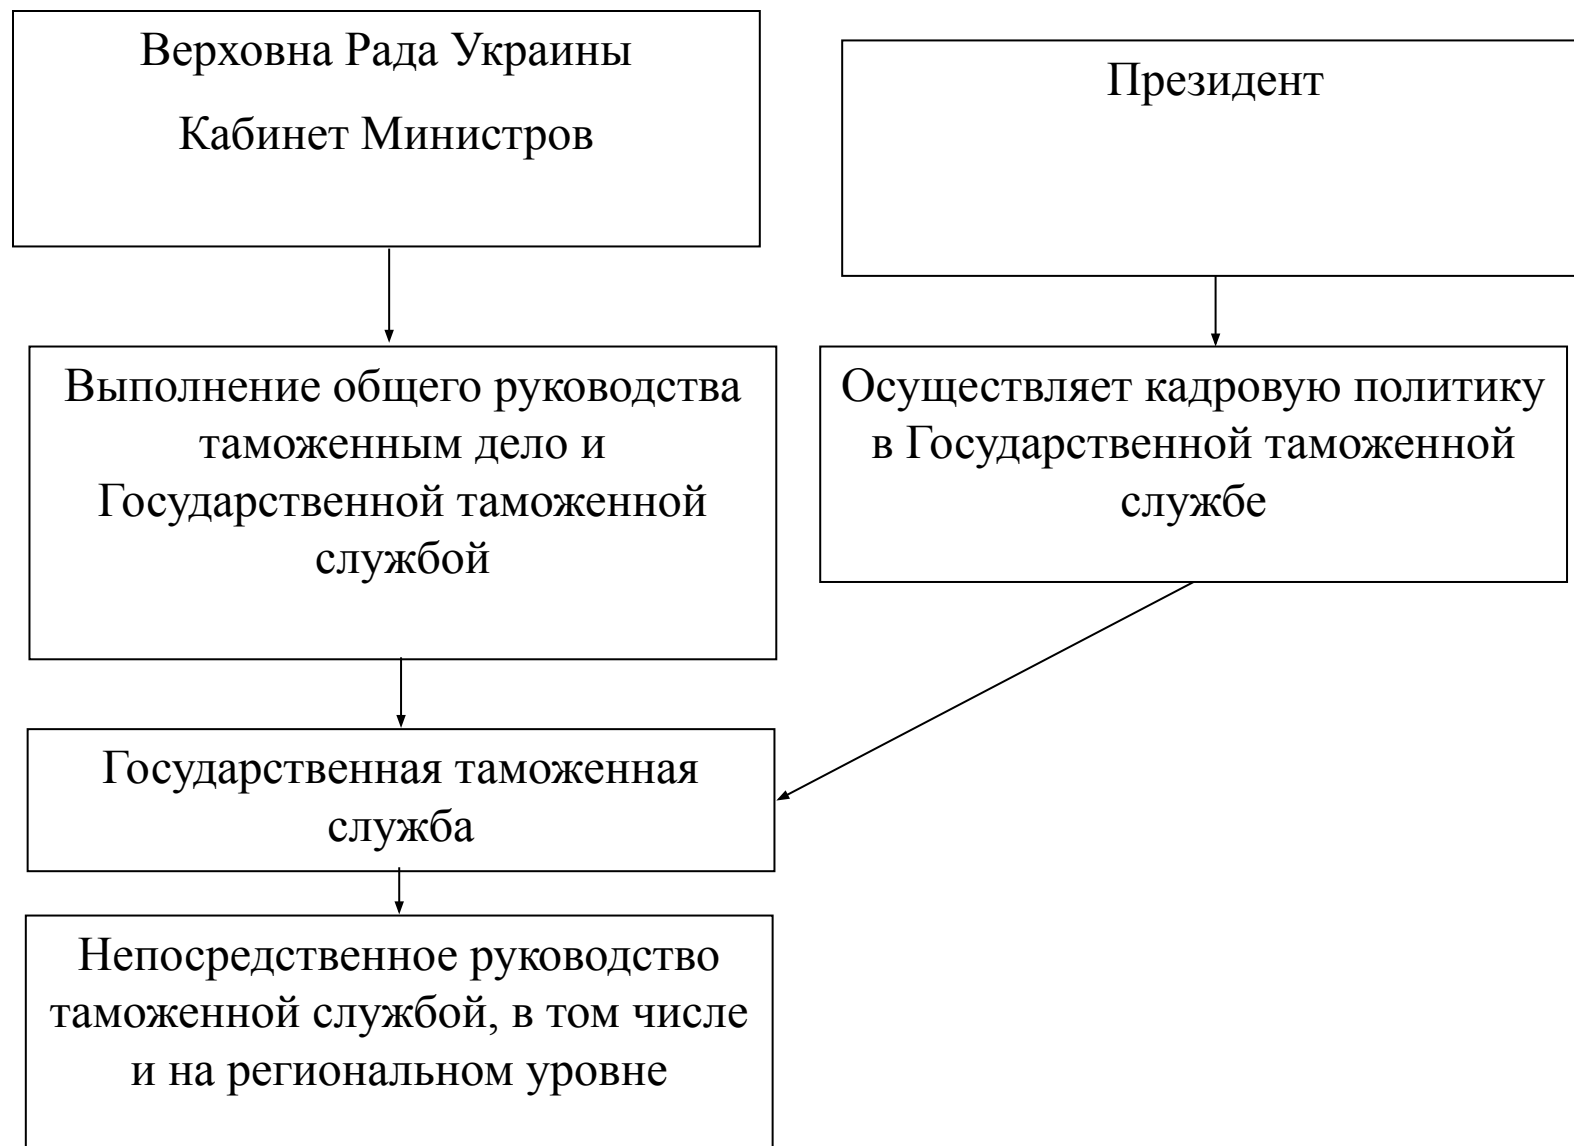 Верховна Рада Украины
Кабинет Министров
Президент
Выполнение общего руководства
таможенным дело и
Государственной таможенной
службой
Осуществляет кадровую политику
в Государственной таможенной
службе
Государственная таможенная
служба
Непосредственное руководство
таможенной службой, в том числе
и на региональном уровне